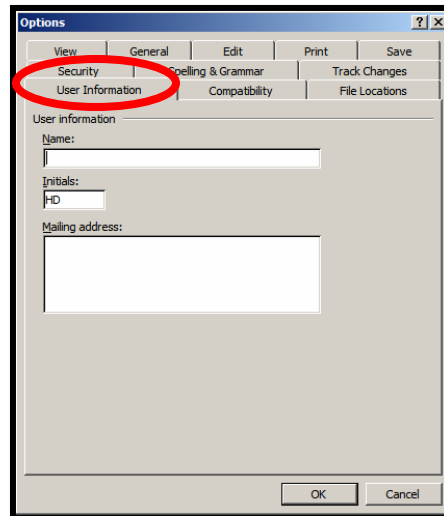 Options
View General Edit Print Save
Security Spelling & Grammar Track Changes
User Information Compatibility File Locations
User information
Name:
Initials:
HD
Mailing address:
OK Cancel